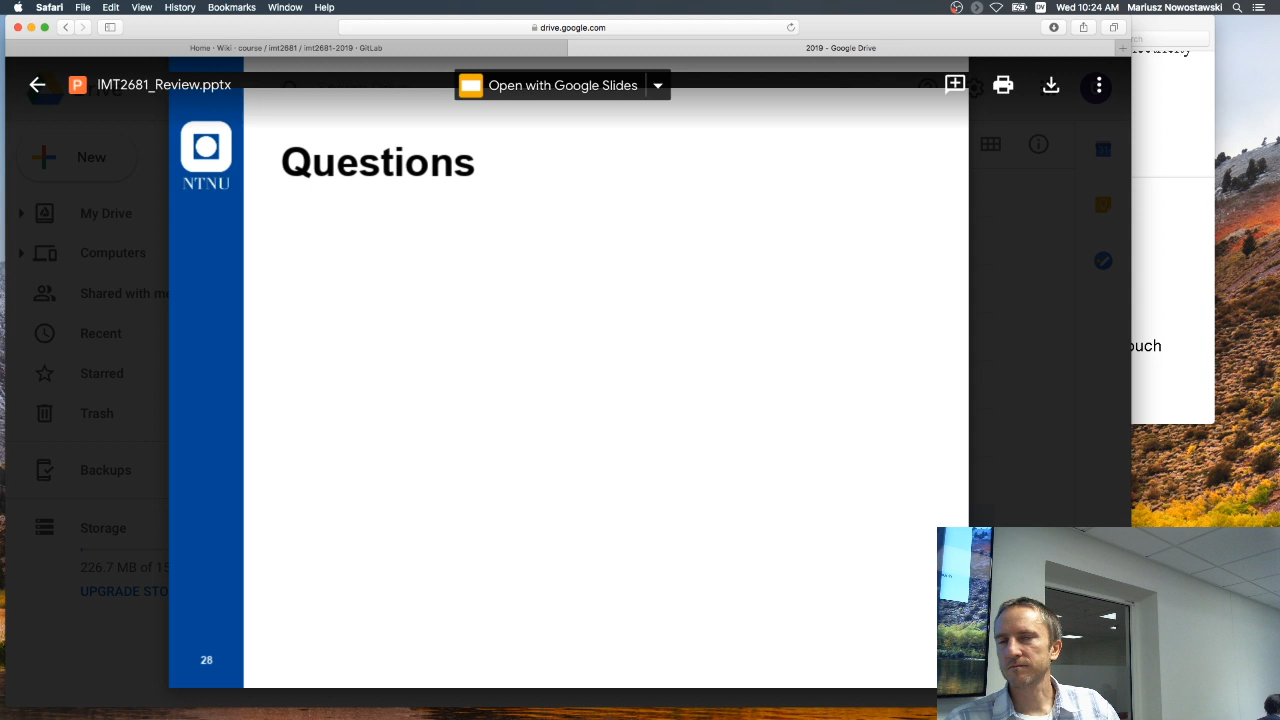 Safari File Edit View History Bookmarks Window Help
DV Wed 10:24 AM Mariusz Nowostawski
drive.google.com
Home · Wiki · course / imt2681 / imt2681-2019 · GitLab
2019 - Google Drive
IMT2681_Review.pptx
Open with Google Slides
New
My Drive
Computers
Shared with me
Recent
Starred
Trash
Backups
Storage
226.7 MB of 15
UPGRADE STO
NTNU
Questions
28
ouch